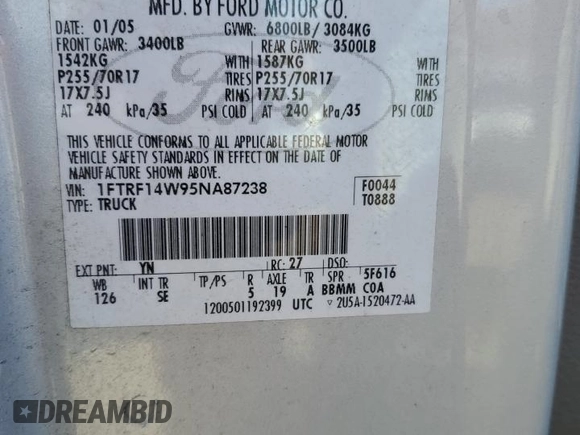 MFD. BY FORD MOTOR CO.
DATE: 01/05 GVWR: 6800LB/ 3084KG
FRONT GAWR: 3400LB REAR GAWR: 3500LB
1542KG WITH 1587KG WITH
P255/70R17 TIRES P255/70R17 TIRES
17X7.5J RIMS 17X7.5J RIMS
AT 240 kPa/35 PSI COLD AT 240 kPa/35 PSI COLD
Ford
THIS VEHICLE CONFORMS TO ALL APPLICABLE FEDERAL MOTOR
VEHICLE SAFETY STANDARDS IN EFFECT ON THE DATE OF
MANUFACTURE SHOWN ABOVE.
VIN: 1FTRF14W95NA87238 F0044
TYPE: TRUCK T0888
EXT PNT: YN RC: 27 DSO:
WB INT TR TP/PS R AXLE TR SPR 5F616
126 SE 5 19 A BBMM COA
1200501192399 UTC ▽ 2U5A-1520472-AA
DREAMBID